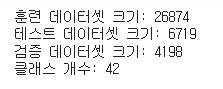 훈련 데이터셋 크기: 26874
테스트 데이터셋 크기: 6719
검증 데이터셋 크기: 4198
클래스 개수: 42